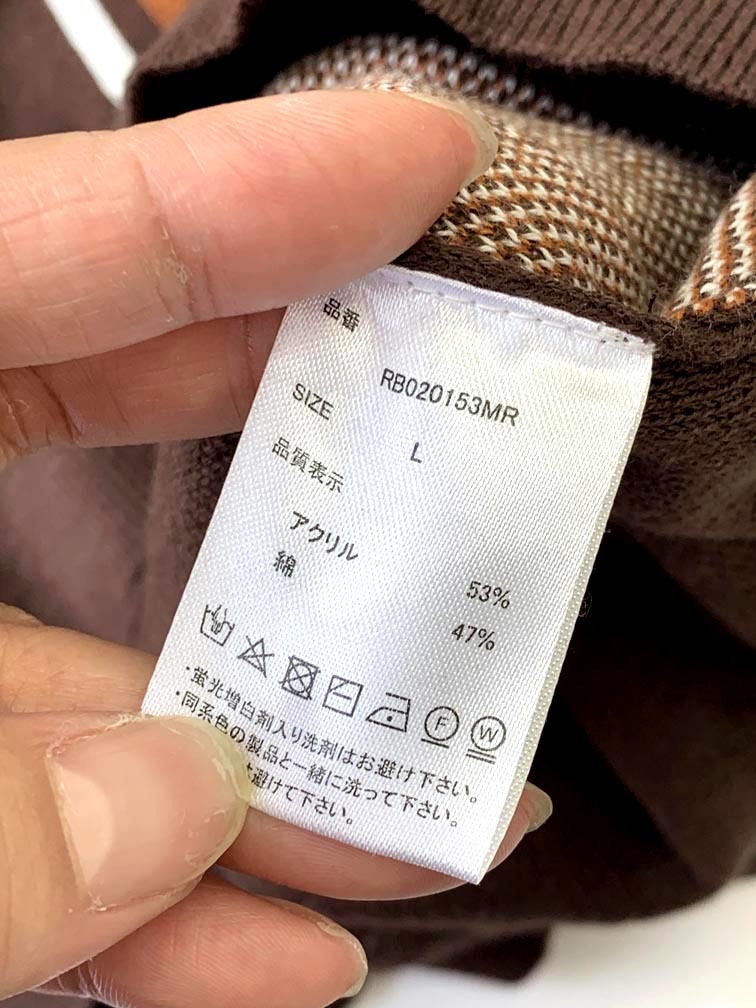 品番
RB020153MR
SIZE
L
品質表示
アクリル 53%
綿 47%
F W
・蛍光増白剤入り洗剤はお避け下さい。
・同系色の製品と一緒に洗って下さい。
避けて下さい。